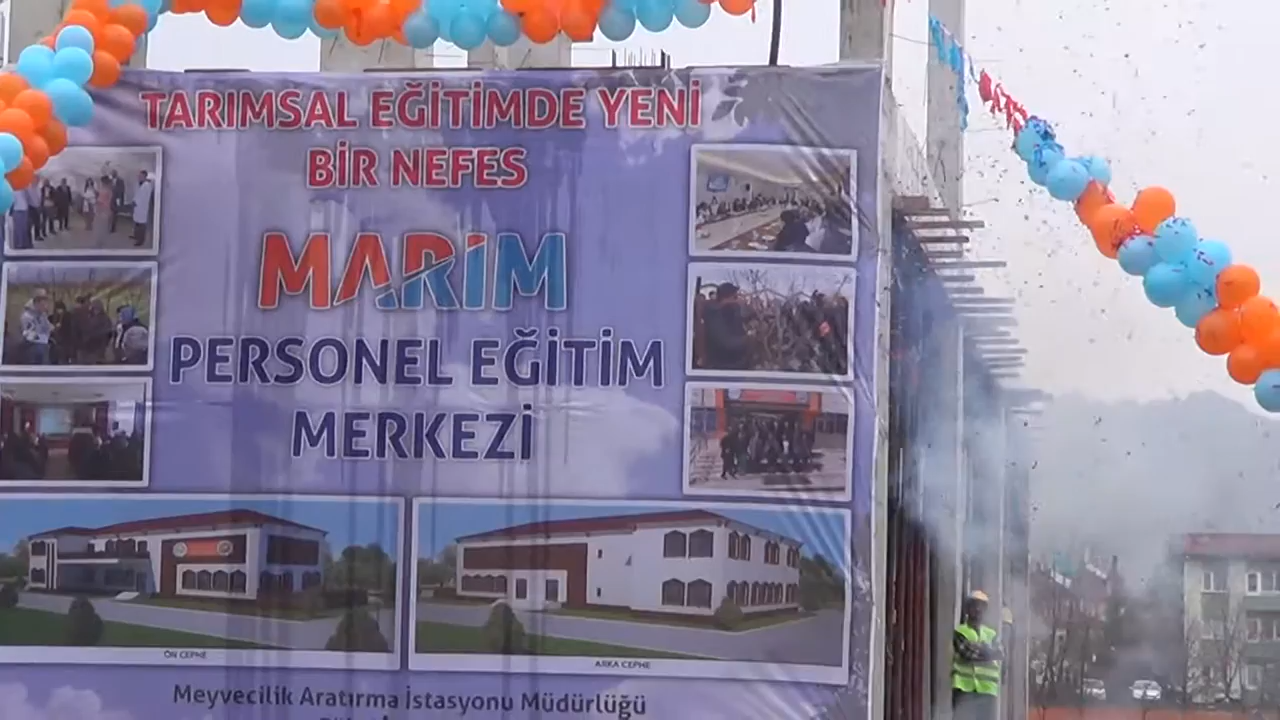 TARIMSAL EĞİTİMDE YENİ
BİR NEFES
MARIM
PERSONEL EĞİTİM
MERKEZİ
ÖN CEPHE
ARKA CEPHE
Meyvecilik Aratırma İstasyonu Müdürlüğü